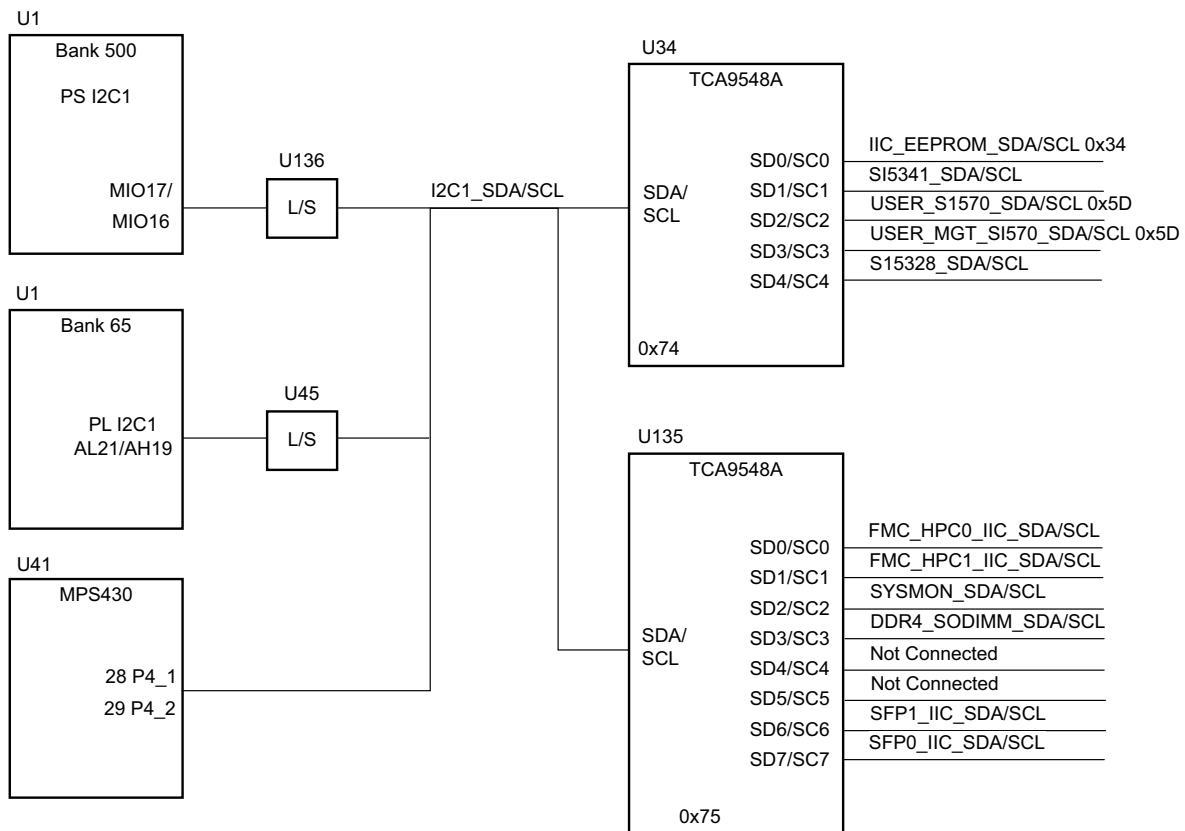 U1
Bank 500
PS I2C1
MIO17/
MIO16
U136
L/S
I2C1_SDA/SCL
U34
TCA9548A
SDA/
SCL
SD0/SC0
SD1/SC1
SD2/SC2
SD3/SC3
SD4/SC4
0x74
IIC_EEPROM_SDA/SCL 0x34
SI5341_SDA/SCL
USER_S1570_SDA/SCL 0x5D
USER_MGT_SI570_SDA/SCL 0x5D
S15328_SDA/SCL
U1
Bank 65
PL I2C1
AL21/AH19
U45
L/S
U41
MPS430
28 P4_1
29 P4_2
U135
TCA9548A
SDA/
SCL
SD0/SC0
SD1/SC1
SD2/SC2
SD3/SC3
SD4/SC4
SD5/SC5
SD6/SC6
SD7/SC7
0x75
FMC_HPC0_IIC_SDA/SCL
FMC_HPC1_IIC_SDA/SCL
SYSMON_SDA/SCL
DDR4_SODIMM_SDA/SCL
Not Connected
Not Connected
SFP1_IIC_SDA/SCL
SFP0_IIC_SDA/SCL